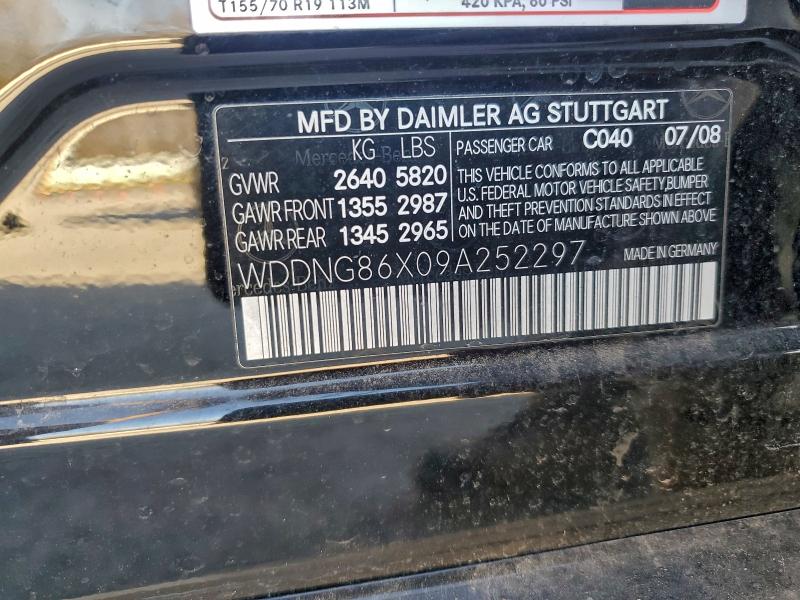 T155/70 R19 113M
420 KPA, 60 PSI
MFD BY DAIMLER AG STUTTGART
KG LBS
GVWR 2640 5820
GAWR FRONT 1355 2987
GAWR REAR 1345 2965
PASSENGER CAR C040 07/08
THIS VEHICLE CONFORMS TO ALL APPLICABLE
U.S. FEDERAL MOTOR VEHICLE SAFETY, BUMPER
AND THEFT PREVENTION STANDARDS IN EFFECT
ON THE DATE OF MANUFACTURE SHOWN ABOVE
WDDNG86X09A252297
MADE IN GERMANY